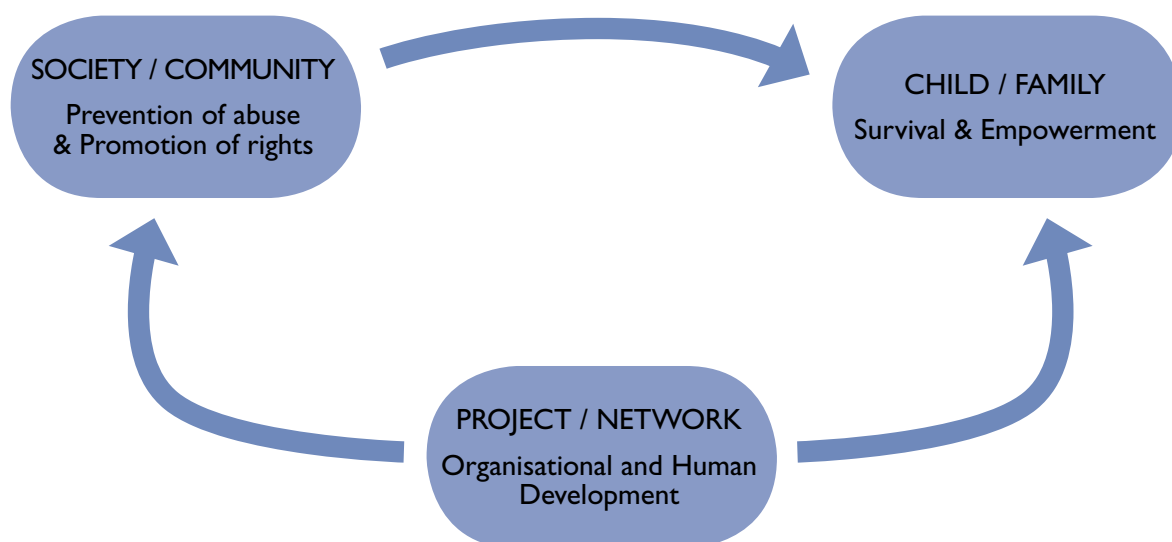 SOCIETY / COMMUNITY
Prevention of abuse
& Promotion of rights
CHILD / FAMILY
Survival & Empowerment
PROJECT / NETWORK
Organisational and Human
Development